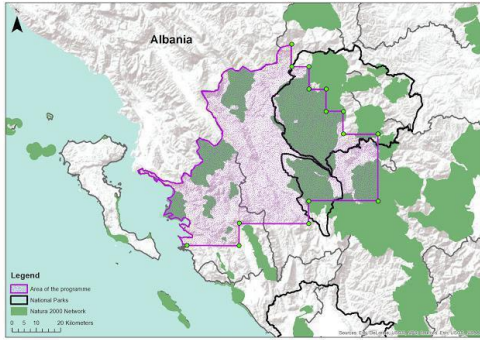 Albania
Legend
Area of the programme
National Parks
Natura 2000 Network
0 5 10 20 Kilometers